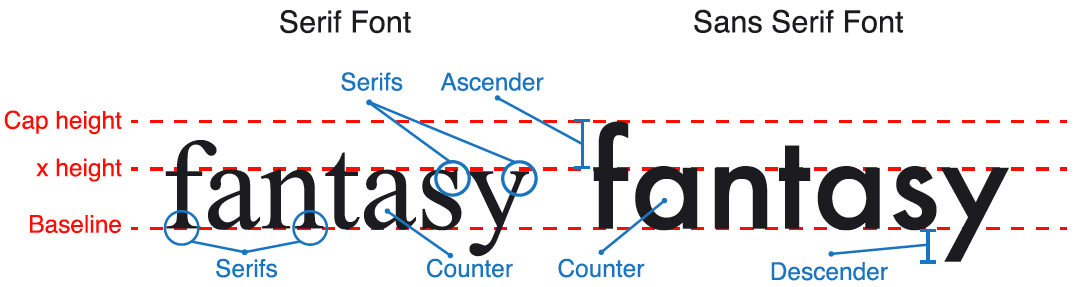 Serif Font
Sans Serif Font
Serifs
Ascender
Cap height
x height
Baseline
fantasy
fantasy
Serifs
Counter
Counter
Descender